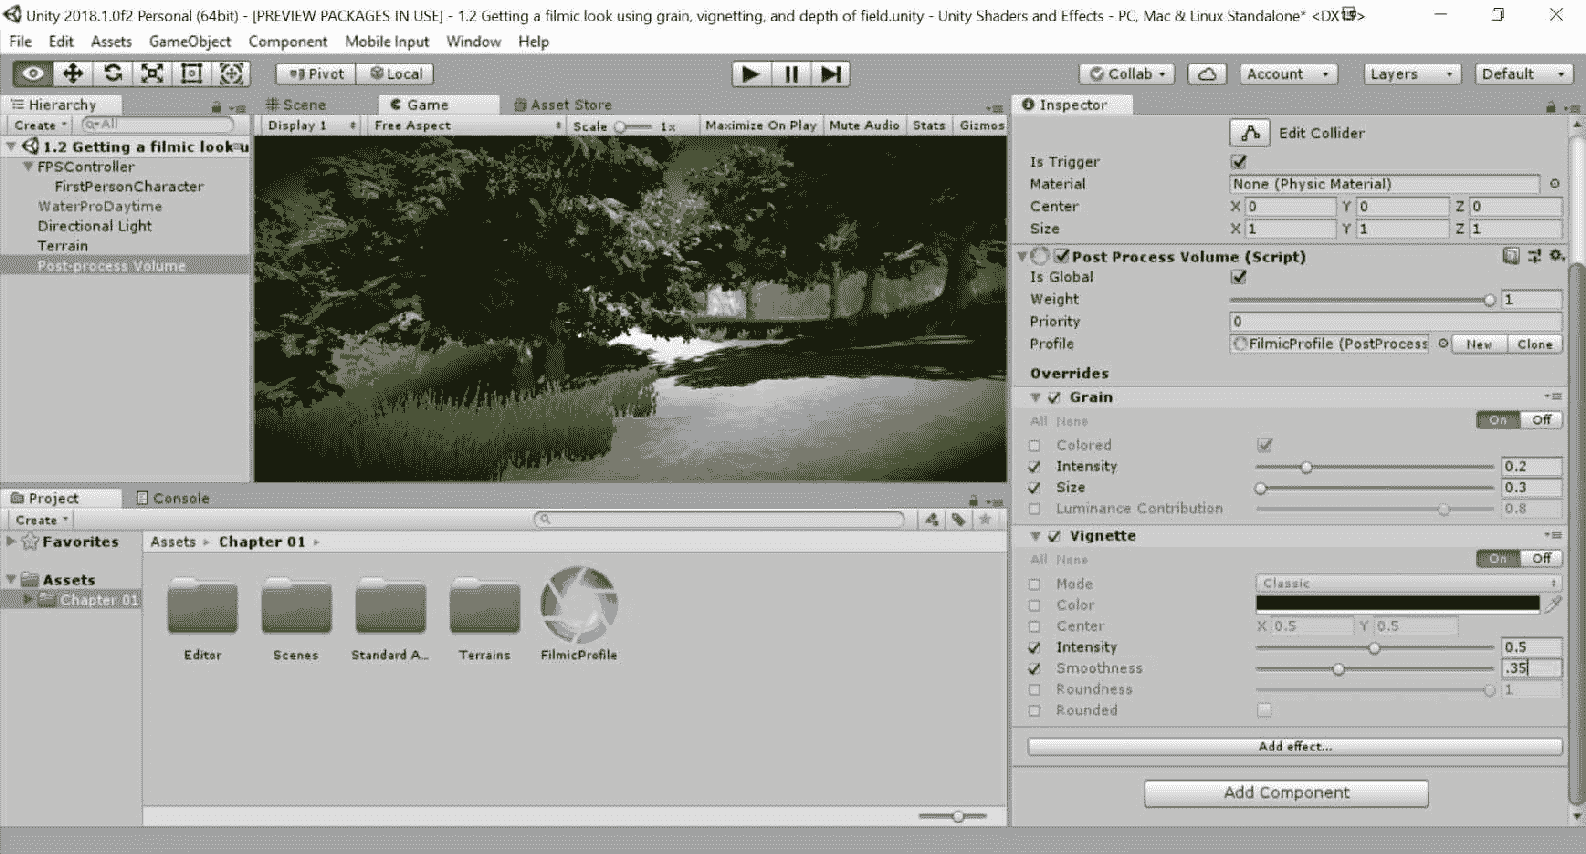 Unity 2018.1.0f2 Personal (64bit) - [PREVIEW PACKAGES IN USE] - 1.2 Getting a filmic look using grain, vignetting, and depth of field.unity - Unity Shaders and Effects - PC, Mac & Linux Standalone* <DX
File Edit Assets GameObject Component Mobile Input Window Help
Pivot Local Collab Account Layers Default
Hierarchy
Create All
1.2 Getting a filmic look u
FPSController
FirstPersonCharacter
WaterProDaytime
Directional Light
Terrain
Post-process Volume
Scene Game Asset Store
Display 1 Free Aspect Scale 1x Maximize On Play Mute Audio Stats Gizmos
Project Console
Create
Favorites
Assets
Chapter 01
Assets Chapter 01
Editor Scenes Standard A... Terrains FilmicProfile
Inspector
Edit Collider
Is Trigger
Material None (Physic Material)
Center X 0 Y 0 Z 0
Size X 1 Y 1 Z 1
Post Process Volume (Script)
Is Global
Weight 1
Priority 0
Profile FilmicProfile (PostProcess New Clone
Overrides
Grain
All None On Off
Colored
Intensity 0.2
Size 0.3
Luminance Contribution 0.8
Vignette
All None On Off
Mode Classic
Color
Center X 0.5 Y 0.5
Intensity 0.5
Smoothness .35
Roundness 1
Rounded
Add effect...
Add Component